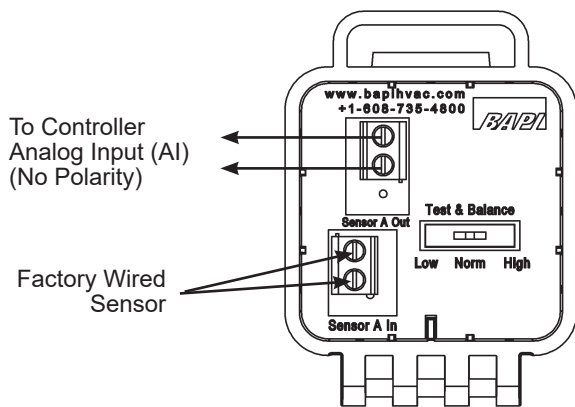 www.bapihvac.com
+1-608-735-4800
BAPI
To Controller
Analog Input (AI)
(No Polarity)
Sensor A Out
Test & Balance
Low Norm High
Factory Wired
Sensor
Sensor A In